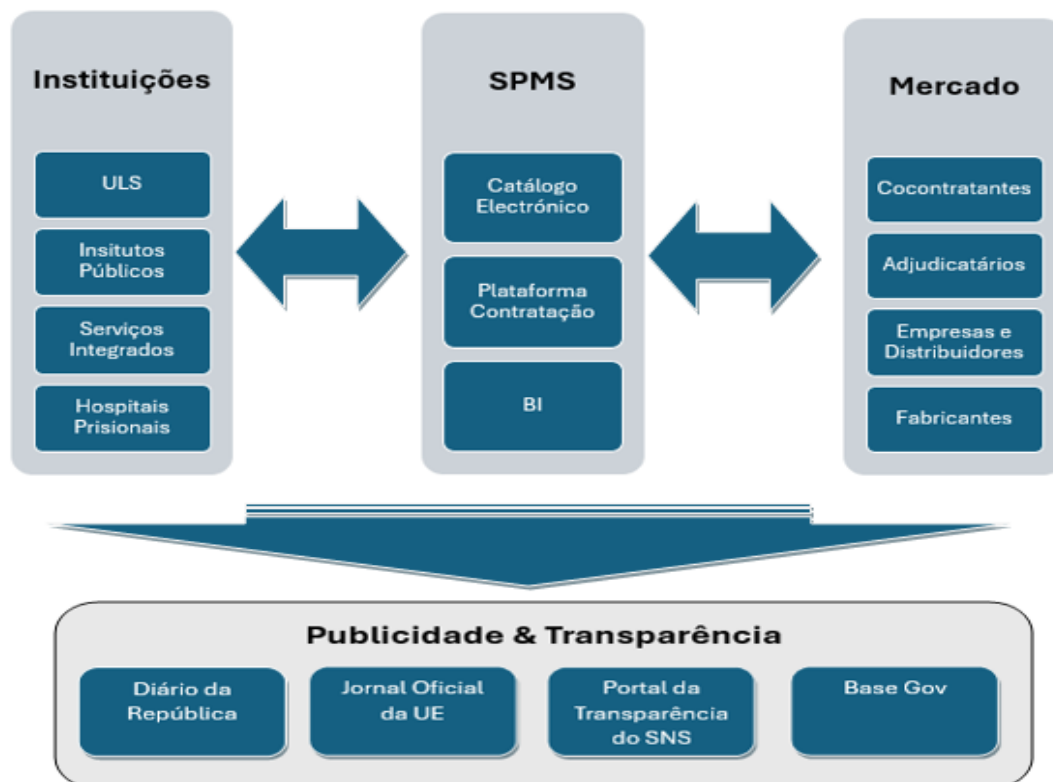 Instituições
ULS
Insitutos
Públicos
Serviços
Integrados
Hospitais
Prisionais
SPMS
Catálogo
Electrónico
Plataforma
Contratação
BI
Mercado
Cocontratantes
Adjudicatários
Empresas e
Distribuidores
Fabricantes
Publicidade & Transparência
Diário da
República
Jornal Oficial
da UE
Portal da
Transparência
do SNS
Base Gov